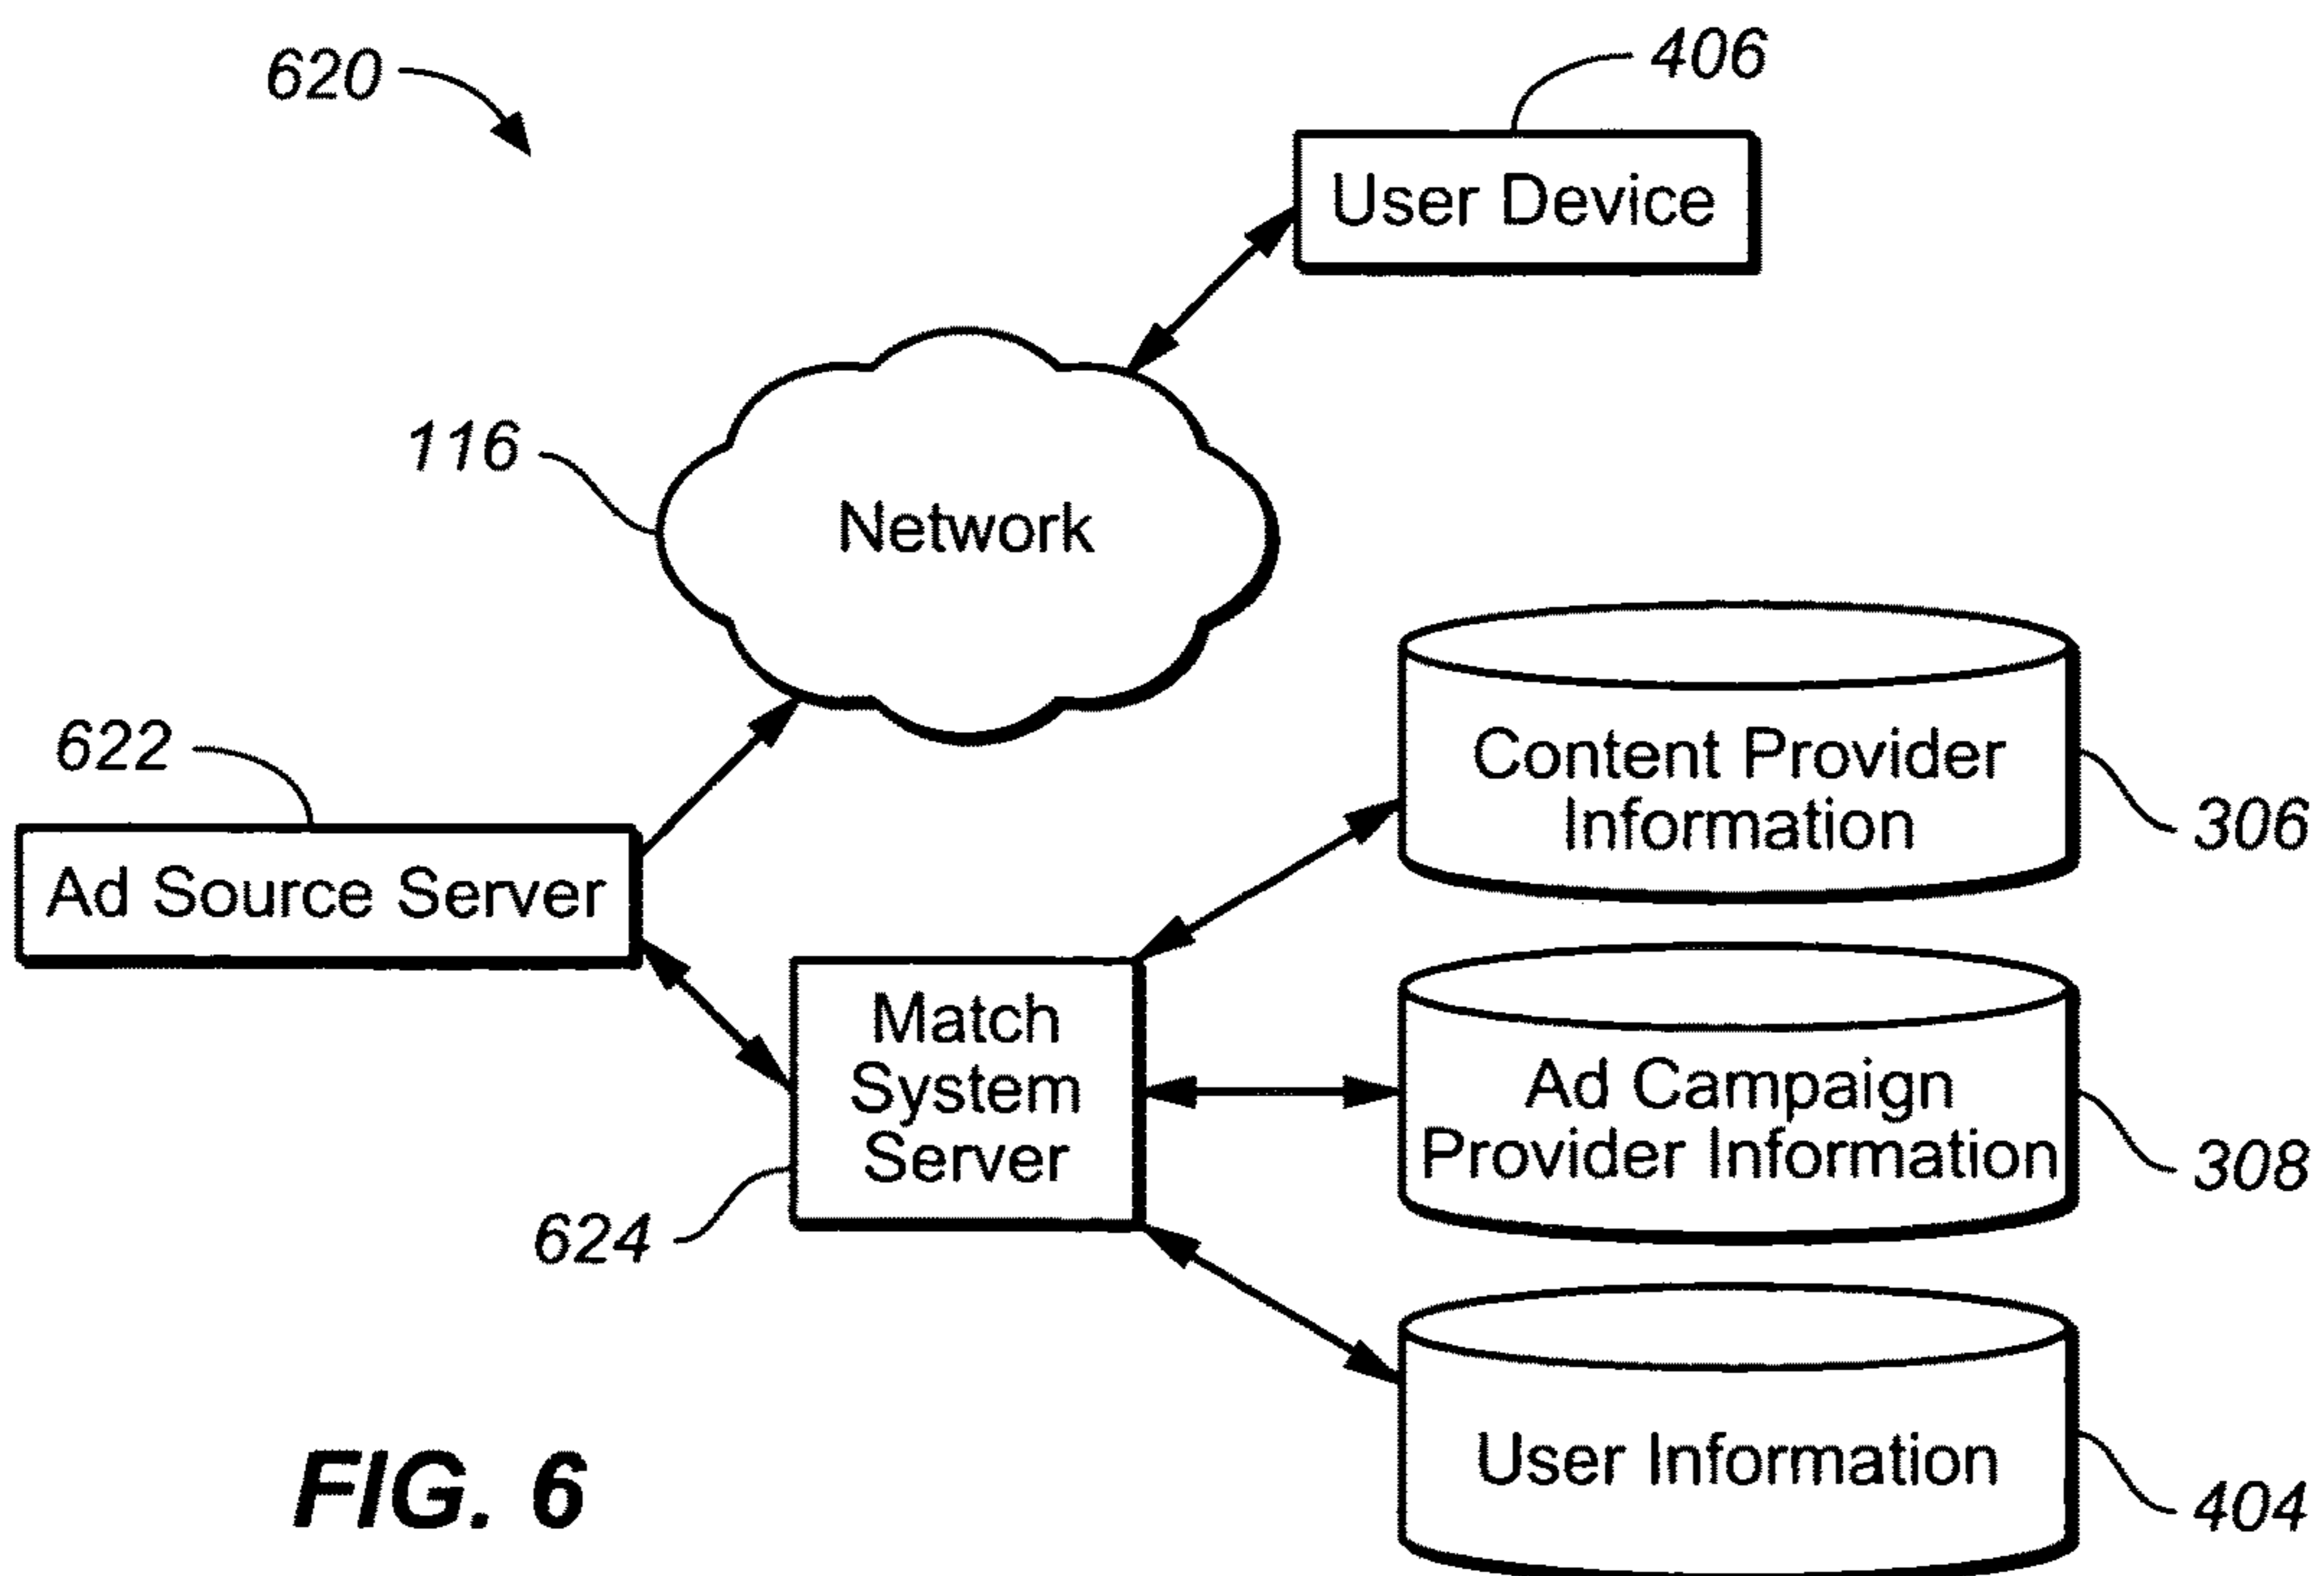 620
406
User Device
116
Network
622
Ad Source Server
Content Provider
Information
306
Match
System
Server
624
Ad Campaign
Provider Information
308
User Information
404
FIG. 6